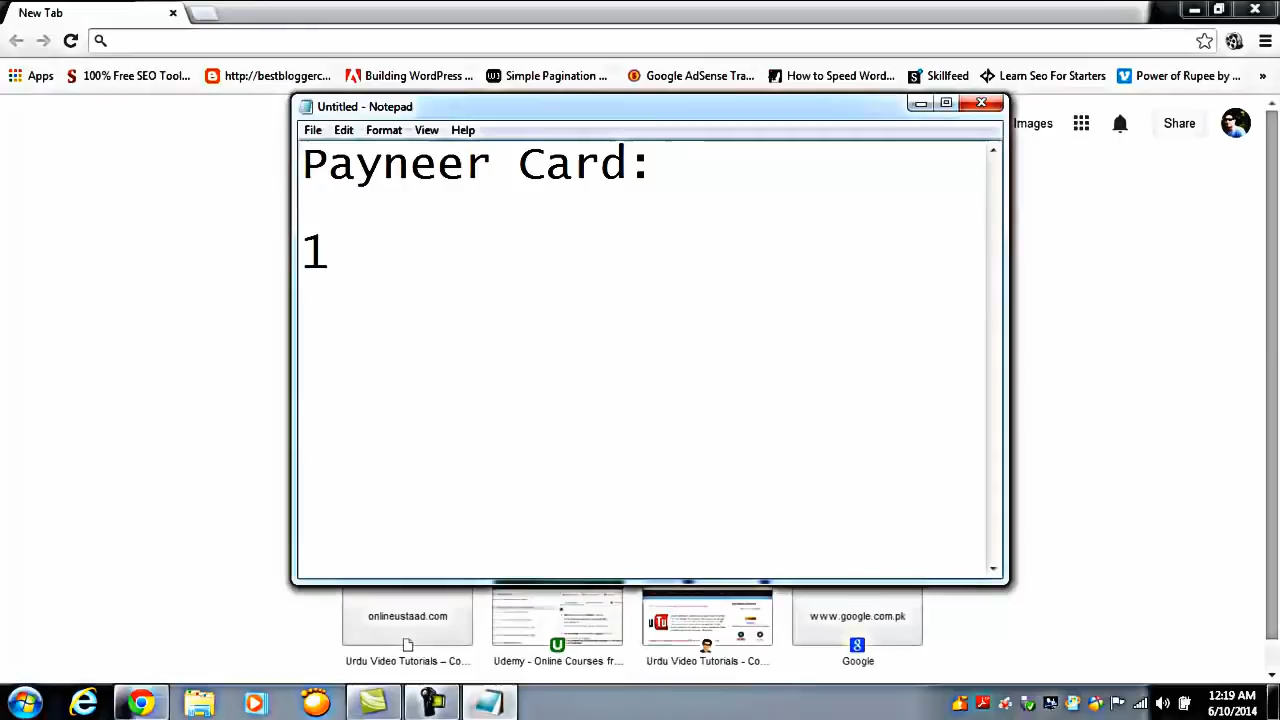 New Tab
Apps 100% Free SEO Tool... http://bestbloggerc... Building WordPress ... Simple Pagination ... Google AdSense Tra... How to Speed Word... Skillfeed Learn Seo For Starters Power of Rupee by ... »
Untitled - Notepad
Images Share
File Edit Format View Help
Payneer Card:
1
onlineustaad.com
www.google.com.pk
Urdu Video Tutorials – Co...
Udemy - Online Courses fr...
Urdu Video Tutorials - Co...
Google
12:19 AM
6/10/2014